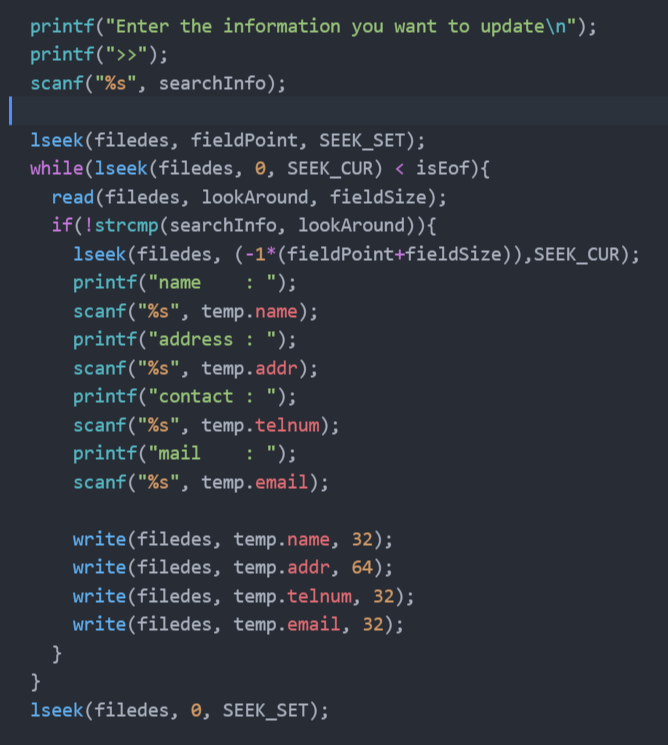 printf("Enter the information you want to update\n");
printf(">>");
scanf("%s", searchInfo);
lseek(filedes, fieldPoint, SEEK_SET);
while(lseek(filedes, 0, SEEK_CUR) < isEof){
read(filedes, lookAround, fieldSize);
if(!strcmp(searchInfo, lookAround)){
lseek(filedes, (-1*(fieldPoint+fieldSize)),SEEK_CUR);
printf("name    : ");
scanf("%s", temp.name);
printf("address : ");
scanf("%s", temp.addr);
printf("contact : ");
scanf("%s", temp.telnum);
printf("mail    : ");
scanf("%s", temp.email);
write(filedes, temp.name, 32);
write(filedes, temp.addr, 64);
write(filedes, temp.telnum, 32);
write(filedes, temp.email, 32);
}
}
lseek(filedes, 0, SEEK_SET);